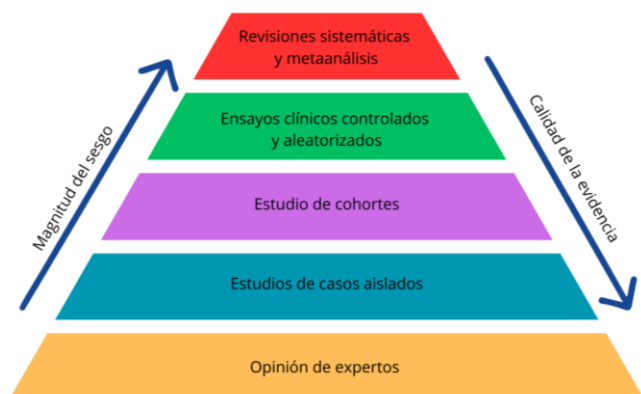 Revisiones sistemáticas
y metaanálisis
Ensayos clínicos controlados
y aleatorizados
Estudio de cohortes
Estudios de casos aislados
Opinión de expertos
Magnitud del sesgo
Calidad de la evidencia